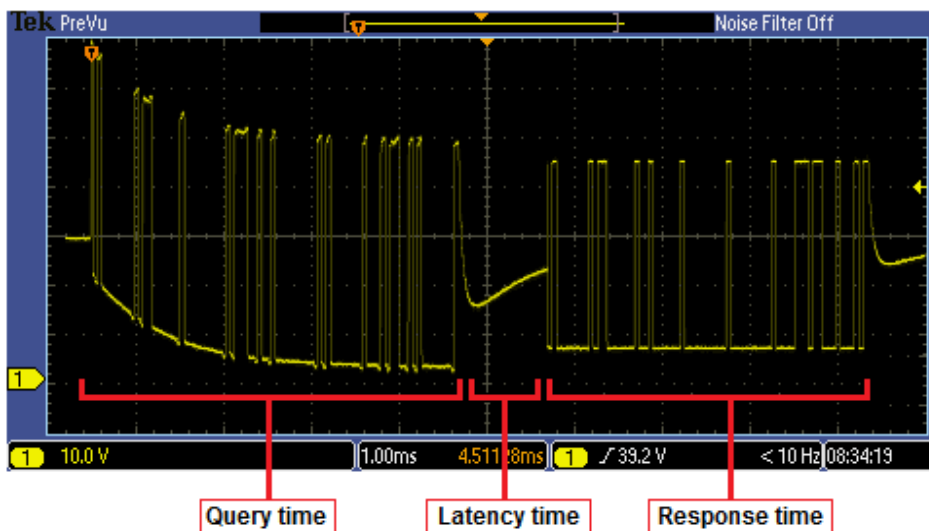 Tek PreVu
Noise Filter Off
T
T
1
1 10.0 V
1.00ms 4.51128ms
1 39.2 V
< 10 Hz 08:34:19
Query time
Latency time
Response time